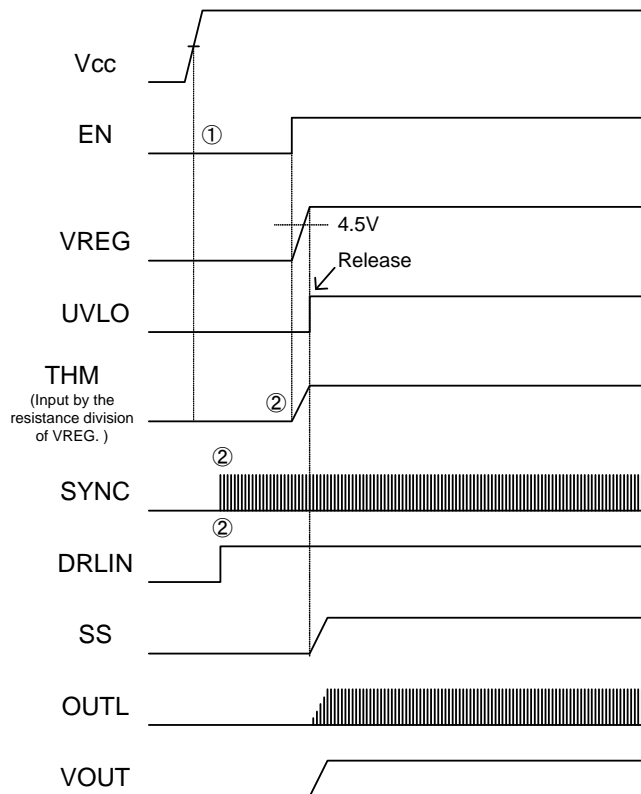 Vcc
EN
①
VREG
4.5V
Release
UVLO
THM
(Input by the
resistance division
of VREG. )
②
②
SYNC
②
DRLIN
SS
OUTL
VOUT